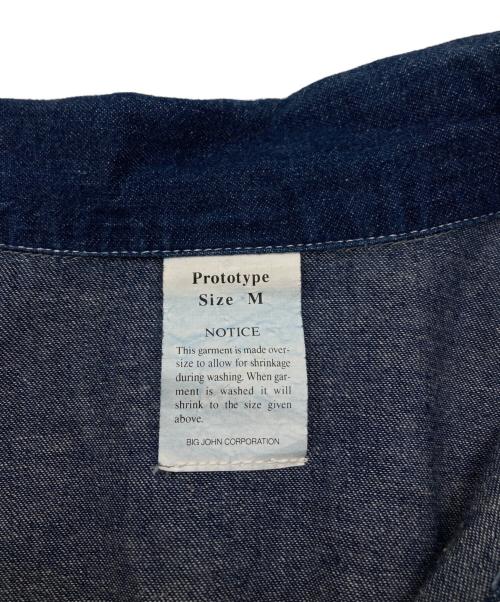 Prototype
Size M
NOTICE
This garment is made over-
size to allow for shrinkage
during washing. When gar-
ment is washed it will
shrink to the size given
above.
BIG JOHN CORPORATION